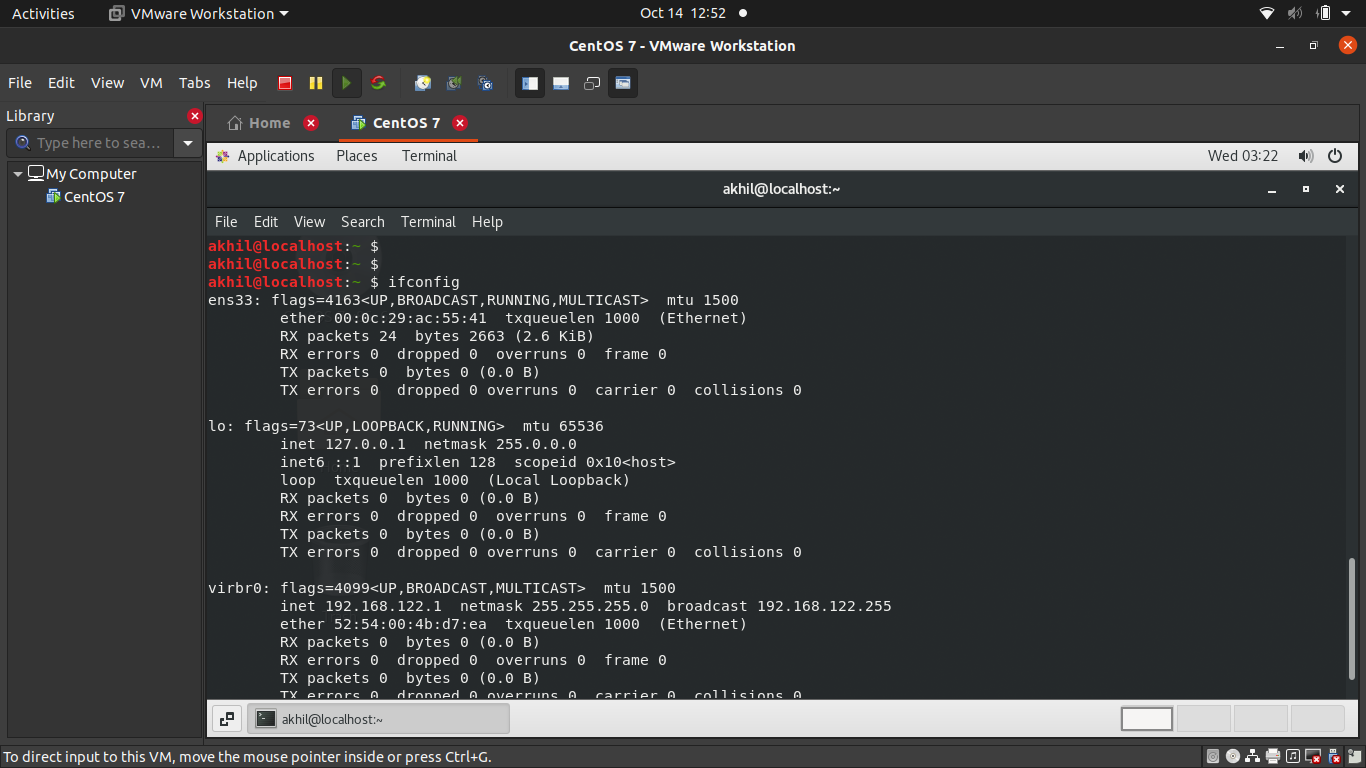 Activities VMware Workstation Oct 14 12:52
CentOS 7 - VMware Workstation
File Edit View VM Tabs Help
Library
Type here to sea...
My Computer
CentOS 7
Home CentOS 7
Applications Places Terminal Wed 03:22
akhil@localhost:~
File Edit View Search Terminal Help
akhil@localhost:~ $
akhil@localhost:~ $
akhil@localhost:~ $ ifconfig
ens33: flags=4163<UP,BROADCAST,RUNNING,MULTICAST>  mtu 1500
        ether 00:0c:29:ac:55:41  txqueuelen 1000  (Ethernet)
        RX packets 24  bytes 2663 (2.6 KiB)
        RX errors 0  dropped 0  overruns 0  frame 0
        TX packets 0  bytes 0 (0.0 B)
        TX errors 0  dropped 0 overruns 0  carrier 0  collisions 0
lo: flags=73<UP,LOOPBACK,RUNNING>  mtu 65536
        inet 127.0.0.1  netmask 255.0.0.0
        inet6 ::1  prefixlen 128  scopeid 0x10<host>
        loop  txqueuelen 1000  (Local Loopback)
        RX packets 0  bytes 0 (0.0 B)
        RX errors 0  dropped 0  overruns 0  frame 0
        TX packets 0  bytes 0 (0.0 B)
        TX errors 0  dropped 0 overruns 0  carrier 0  collisions 0
virbr0: flags=4099<UP,BROADCAST,MULTICAST>  mtu 1500
        inet 192.168.122.1  netmask 255.255.255.0  broadcast 192.168.122.255
        ether 52:54:00:4b:d7:ea  txqueuelen 1000  (Ethernet)
        RX packets 0  bytes 0 (0.0 B)
        RX errors 0  dropped 0  overruns 0  frame 0
        TX packets 0  bytes 0 (0.0 B)
        TX errors 0  dropped 0 overruns 0  carrier 0  collisions 0
akhil@localhost:~
To direct input to this VM, move the mouse pointer inside or press Ctrl+G.